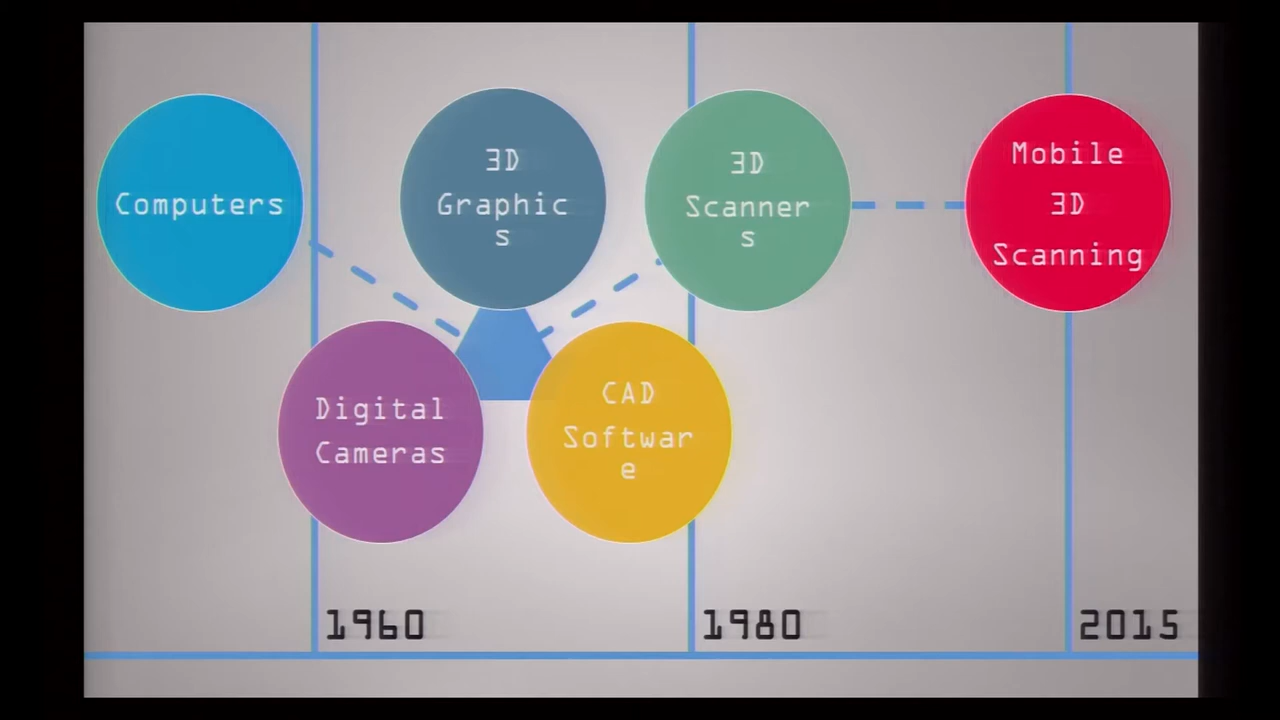 Computers
3D
Graphic
s
3D
Scanner
s
Mobile
3D
Scanning
Digital
Cameras
CAD
Softwar
e
1960
1980
2015